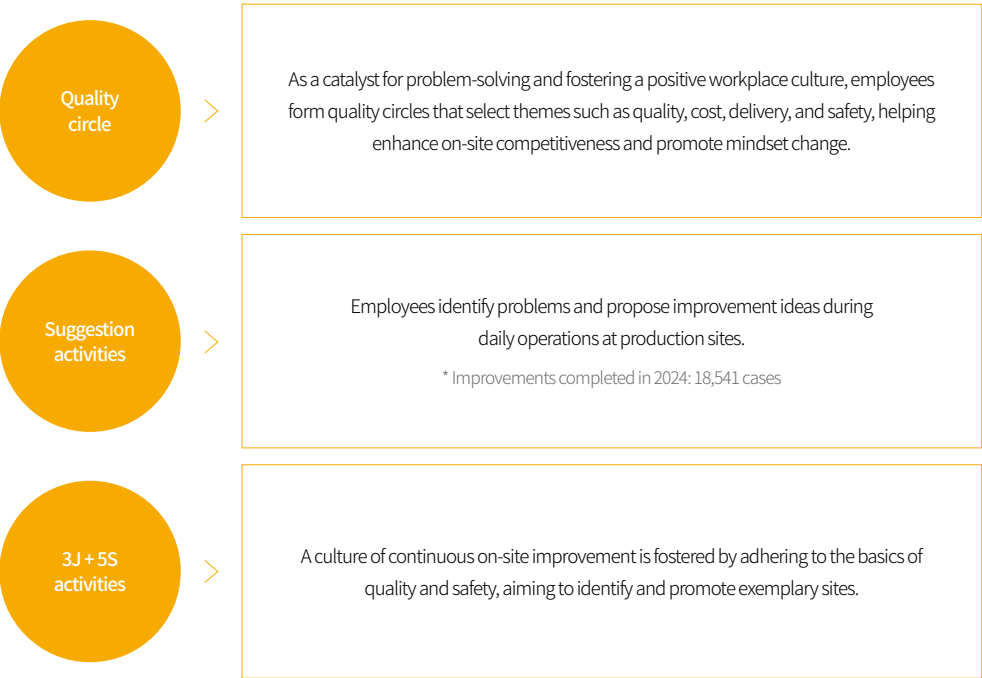 Quality
circle
As a catalyst for problem-solving and fostering a positive workplace culture, employees
form quality circles that select themes such as quality, cost, delivery, and safety, helping
enhance on-site competitiveness and promote mindset change.
Suggestion
activities
Employees identify problems and propose improvement ideas during
daily operations at production sites.
* Improvements completed in 2024: 18,541 cases
3J + 5S
activities
A culture of continuous on-site improvement is fostered by adhering to the basics of
quality and safety, aiming to identify and promote exemplary sites.